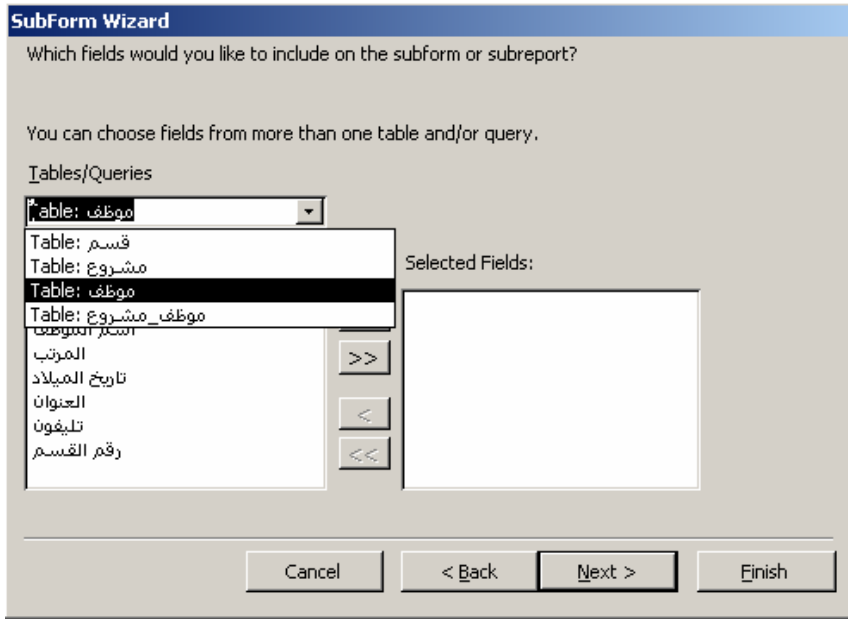 SubForm Wizard
Which fields would you like to include on the subform or subreport?
You can choose fields from more than one table and/or query.
Tables/Queries
Table: موظف
Table: قسم
Table: مشروع
Table: موظف
Table: موظف_مشروع
Selected Fields:
اسم الموظف
المرتب
تاريخ الميلاد
العنوان
تليفون
رقم القسم
>>
<
<<
Cancel
< Back
Next >
Finish